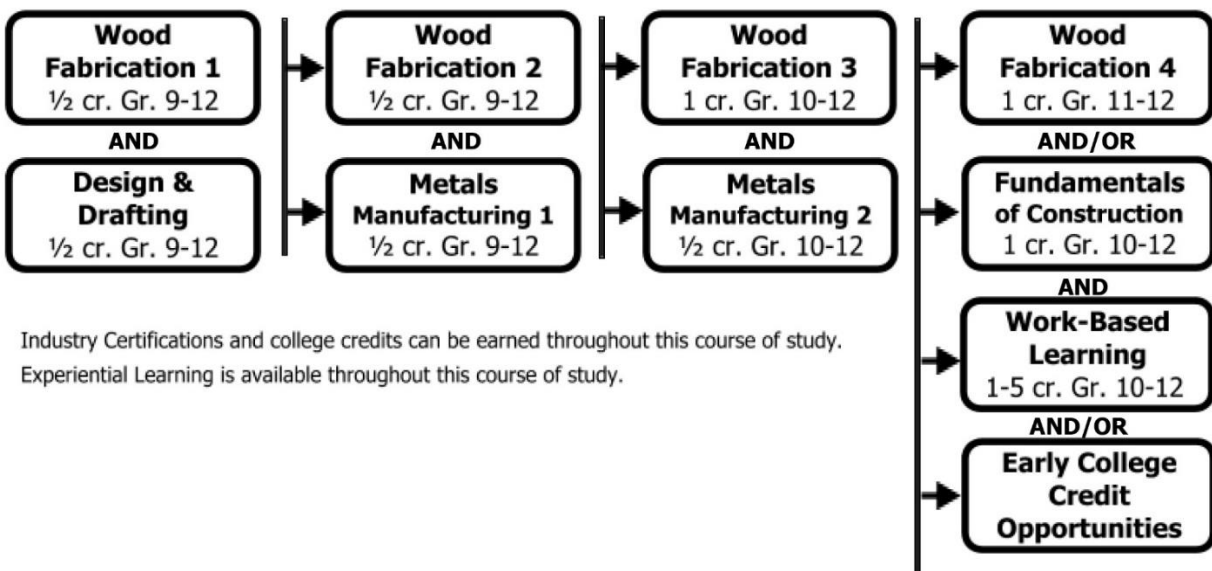 Wood
Fabrication 1
½ cr. Gr. 9-12
AND
Design &
Drafting
½ cr. Gr. 9-12
Wood
Fabrication 2
½ cr. Gr. 9-12
AND
Metals
Manufacturing 1
½ cr. Gr. 9-12
Wood
Fabrication 3
1 cr. Gr. 10-12
AND
Metals
Manufacturing 2
½ cr. Gr. 10-12
Wood
Fabrication 4
1 cr. Gr. 11-12
AND/OR
Fundamentals
of Construction
1 cr. Gr. 10-12
AND
Work-Based
Learning
1-5 cr. Gr. 10-12
AND/OR
Early College
Credit
Opportunities
Industry Certifications and college credits can be earned throughout this course of study.
Experiential Learning is available throughout this course of study.